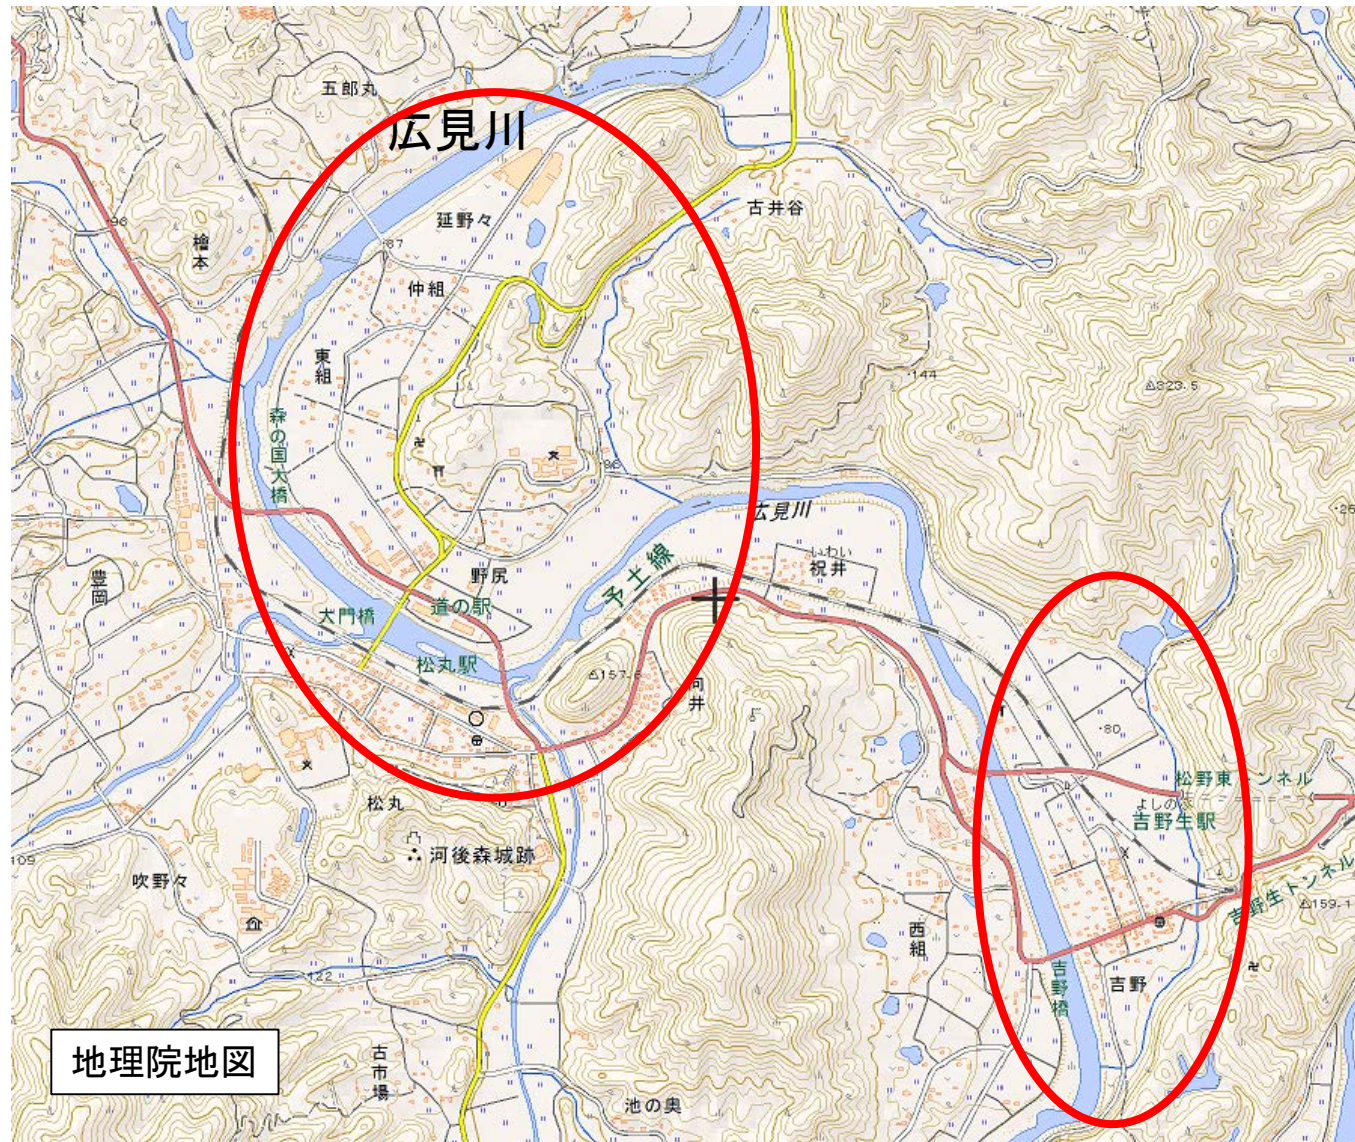 五郎丸
広見川
延野々
古井谷
96
87
檜本
仲組
東組
144
323.5
森の国大橋
96
広見川
いわい
祝井
予土線
野尻
豊岡
道の駅
大門橋
松丸駅
157.6
向井
80
松野東トンネル
よしのぶ
吉野生駅
松丸
河後森城跡
109
吹野々
吉野生トンネル
159.1
西組
122
吉野橋
吉野
地理院地図
古市場
池の奥